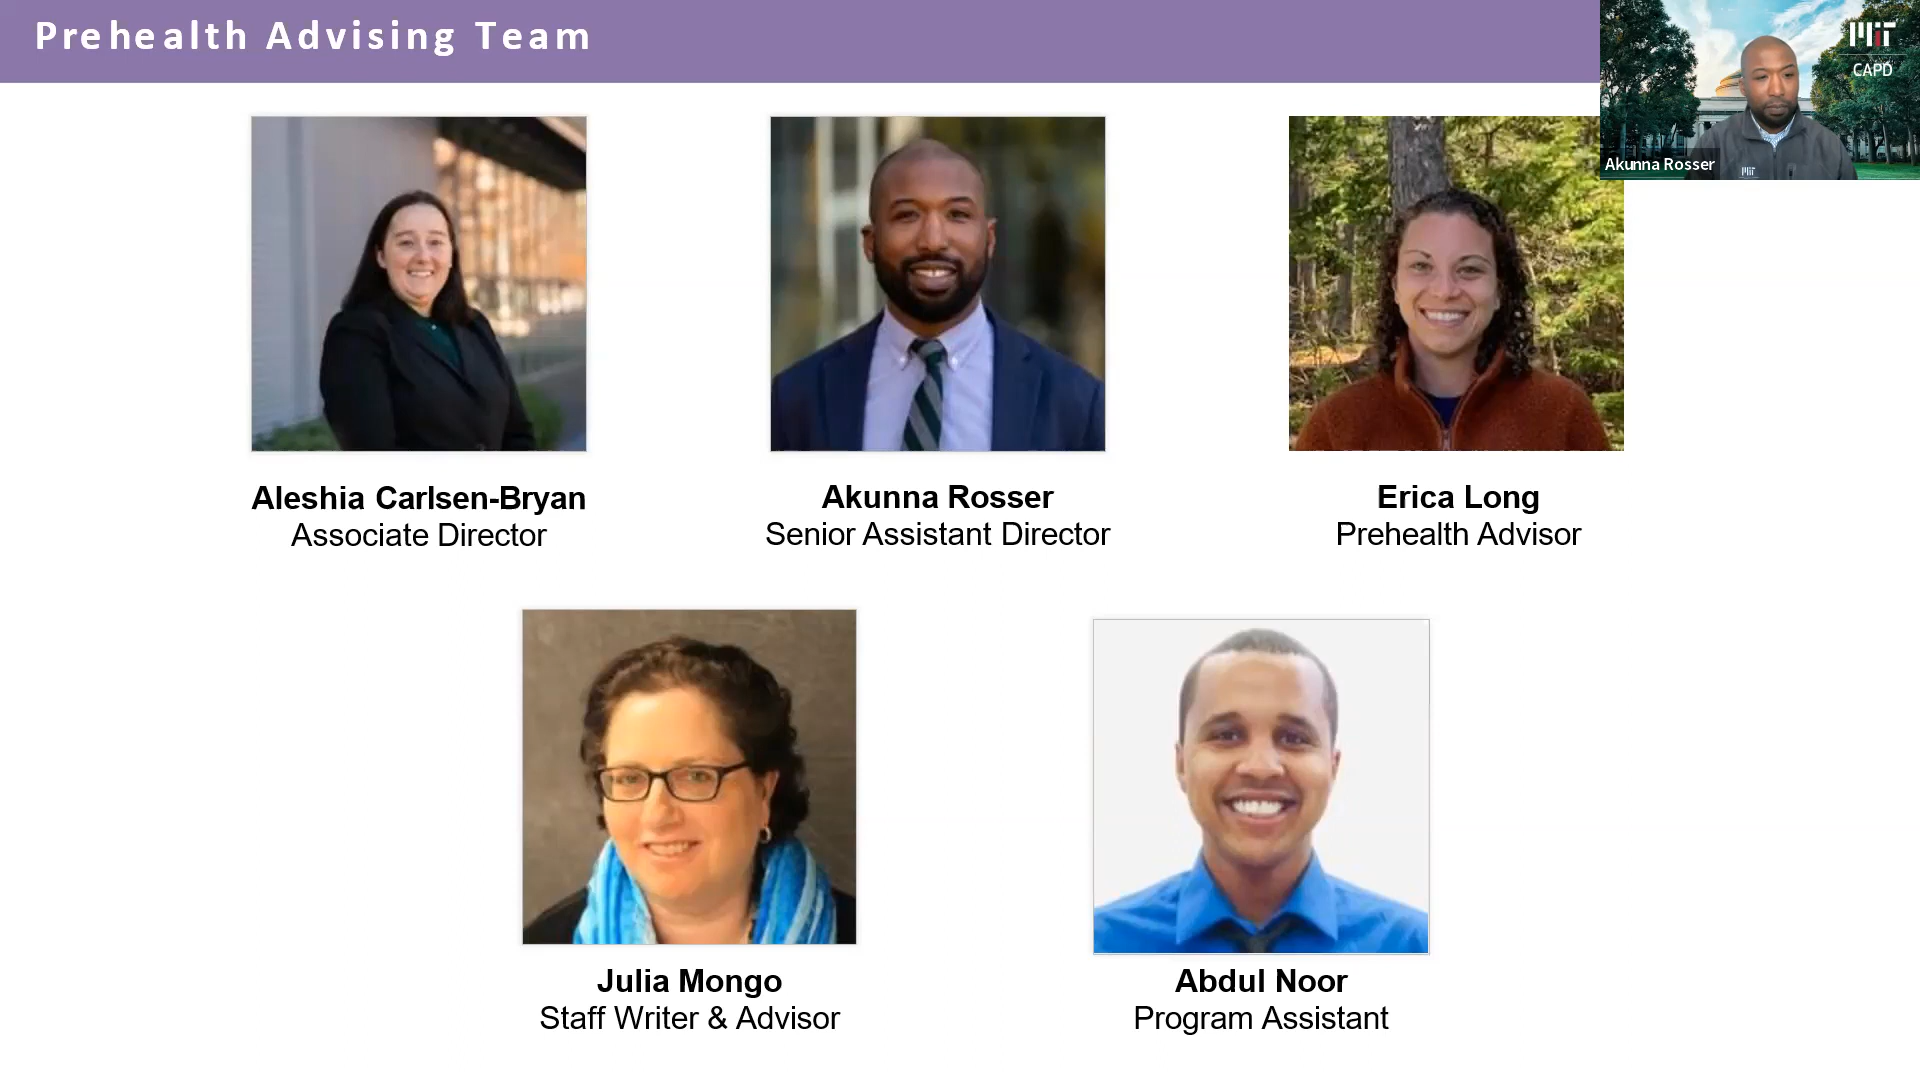 Prehealth Advising Team
MIT
CAPD
Akunna Rosser
MIT
Aleshia Carlsen-Bryan
Associate Director
Akunna Rosser
Senior Assistant Director
Erica Long
Prehealth Advisor
Julia Mongo
Staff Writer & Advisor
Abdul Noor
Program Assistant